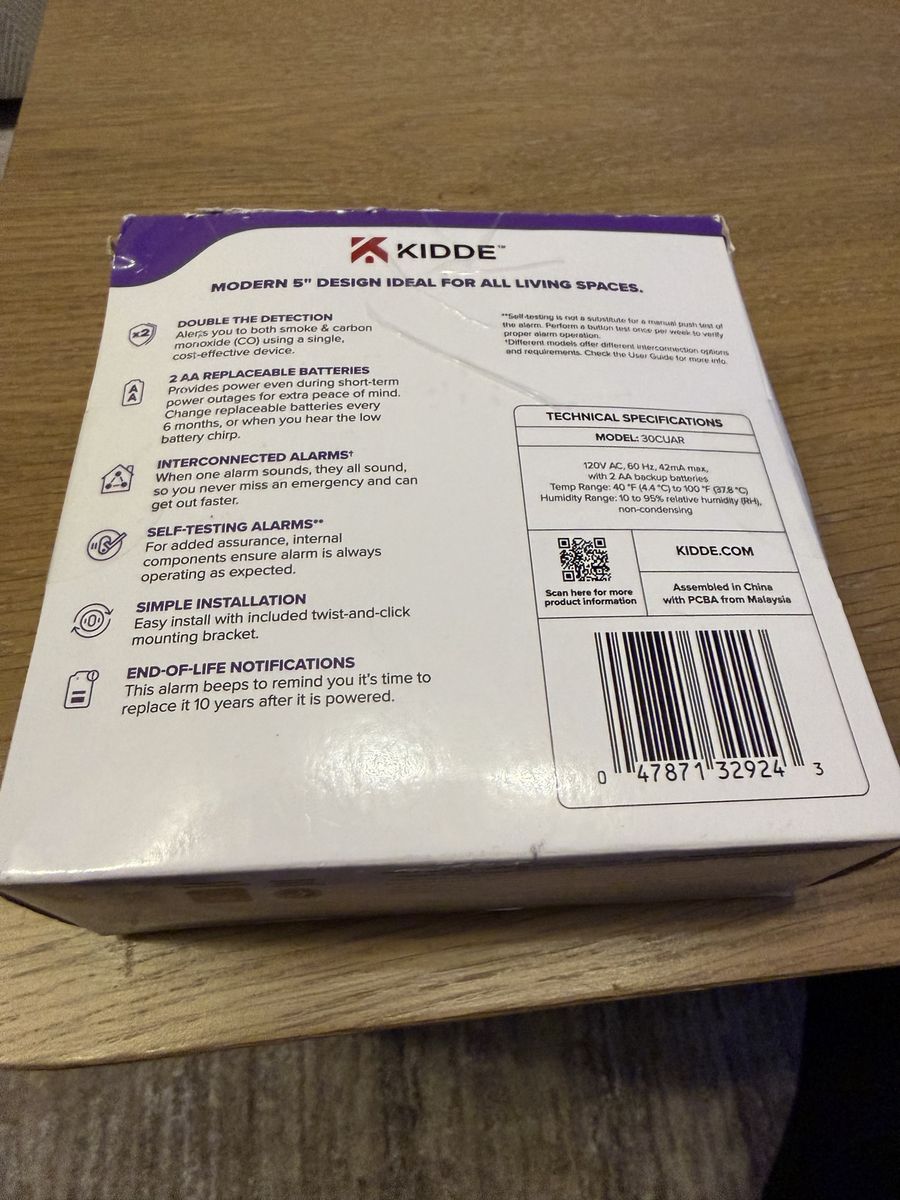 KIDDE™
MODERN 5" DESIGN IDEAL FOR ALL LIVING SPACES.
x2
DOUBLE THE DETECTION
Alerts you to both smoke & carbon
monoxide (CO) using a single,
cost-effective device.
A
A
2 AA REPLACEABLE BATTERIES
Provides power even during short-term
power outages for extra peace of mind.
Change replaceable batteries every
6 months, or when you hear the low
battery chirp.
INTERCONNECTED ALARMS†
When one alarm sounds, they all sound,
so you never miss an emergency and can
get out faster.
SELF-TESTING ALARMS**
For added assurance, internal
components ensure alarm is always
operating as expected.
SIMPLE INSTALLATION
Easy install with included twist-and-click
mounting bracket.
END-OF-LIFE NOTIFICATIONS
This alarm beeps to remind you it's time to
replace it 10 years after it is powered.
**Self-testing is not a substitute for a manual push test of
the alarm. Perform a button test once per week to verify
proper alarm operation.
†Different models offer different interconnection options
and requirements. Check the User Guide for more info.
TECHNICAL SPECIFICATIONS
MODEL: 30CUAR
120V AC, 60 Hz, 42mA max,
with 2 AA backup batteries
Temp Range: 40 °F (4.4 °C) to 100 °F (37.8 °C)
Humidity Range: 10 to 95% relative humidity (RH),
non-condensing
Scan here for more
product information
KIDDE.COM
Assembled in China
with PCBA from Malaysia
0 47871 32924 3